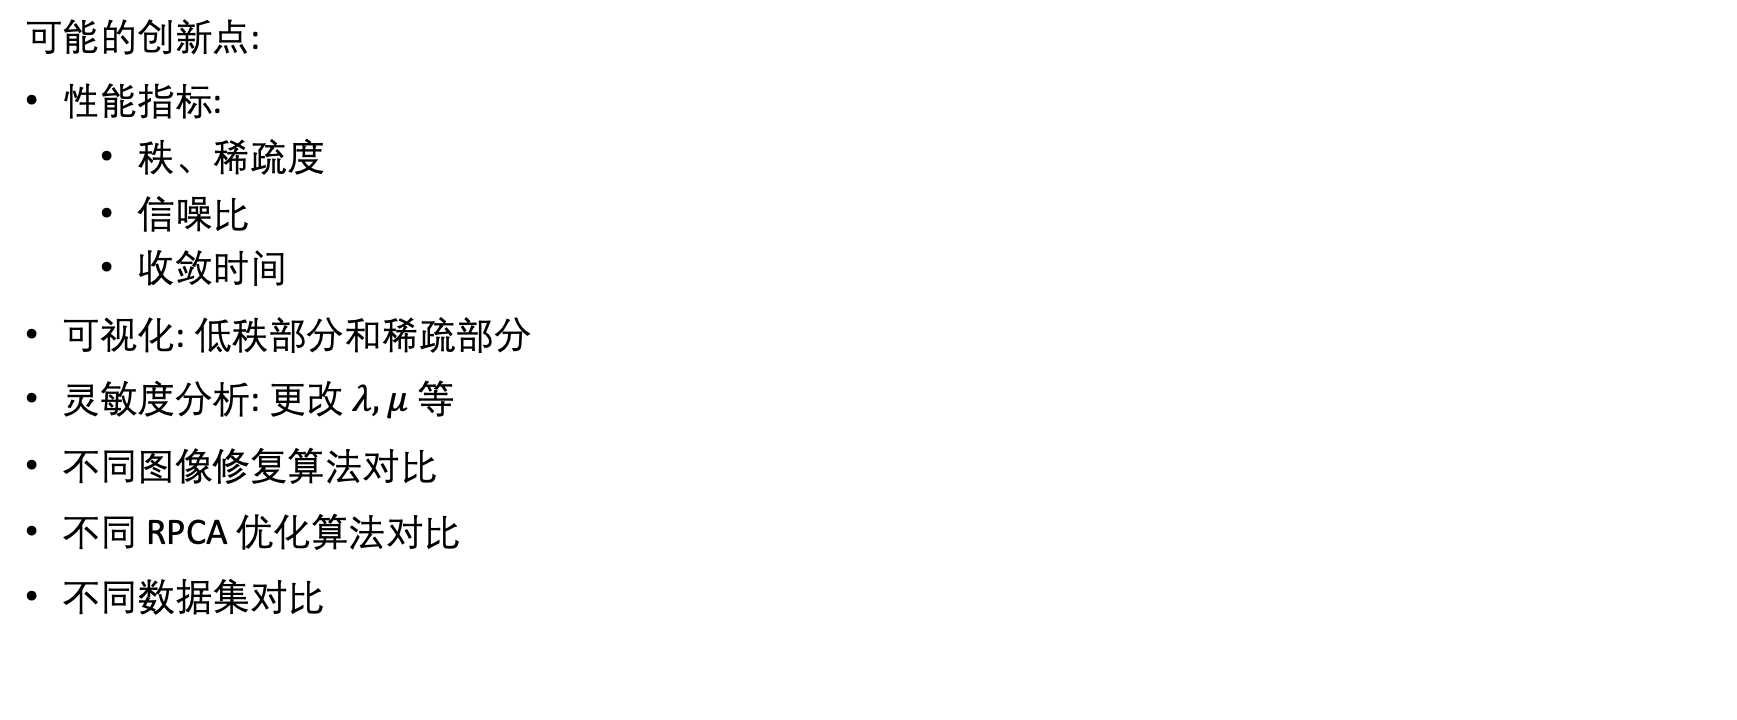 可能的创新点:
• 性能指标:
• 秩、稀疏度
• 信噪比
• 收敛时间
• 可视化: 低秩部分和稀疏部分
• 灵敏度分析: 更改 λ, μ 等
• 不同图像修复算法对比
• 不同 RPCA 优化算法对比
• 不同数据集对比